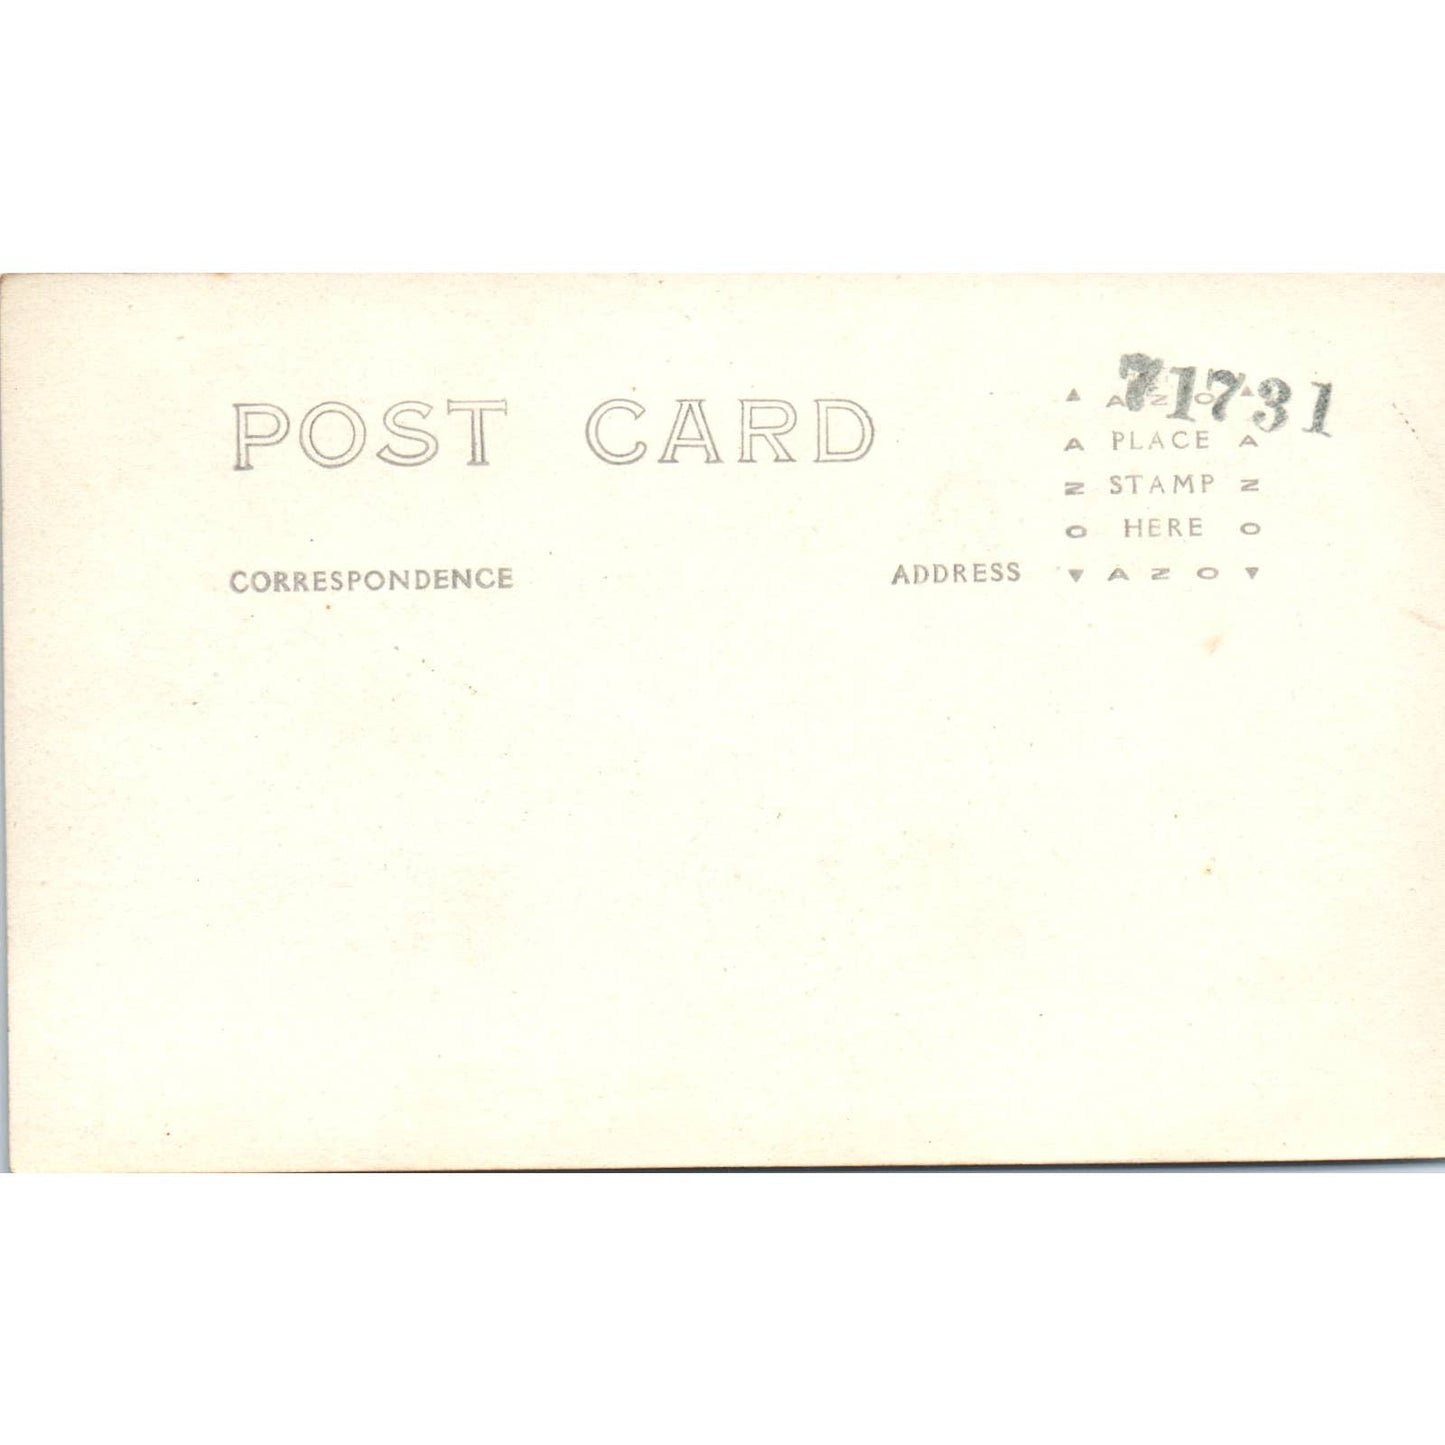 71731
POST CARD
▲ AZO ▲
A PLACE A
N STAMP N
O HERE O
CORRESPONDENCE
ADDRESS
▼ AZO ▼